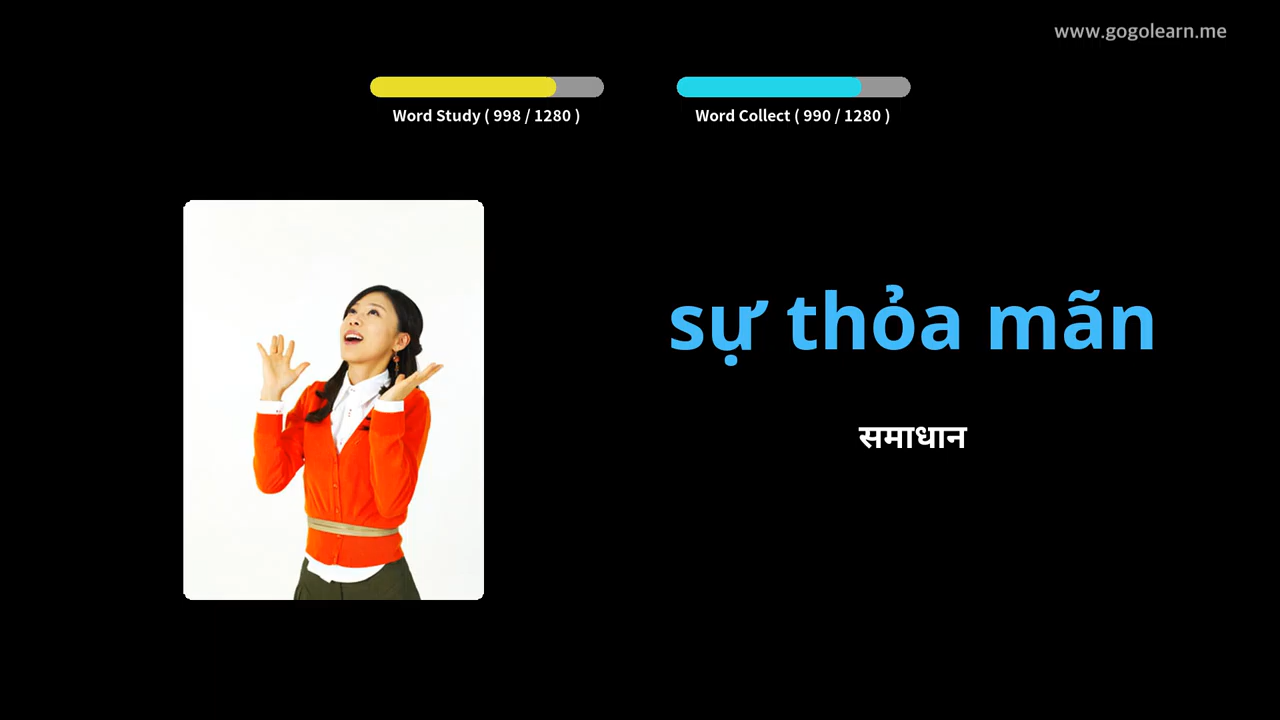 www.gogolearn.me
Word Study ( 998 / 1280 )
Word Collect ( 990 / 1280 )
sự thỏa mãn
समाधान